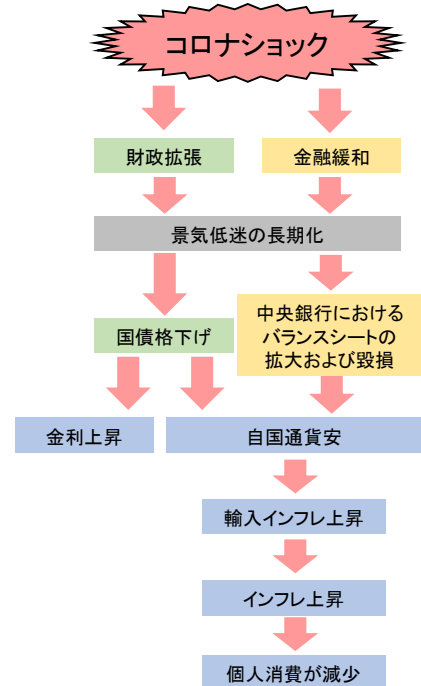 コロナショック
財政拡張
金融緩和
景気低迷の長期化
国債格下げ
中央銀行における
バランスシートの
拡大および毀損
金利上昇
自国通貨安
輸入インフレ上昇
インフレ上昇
個人消費が減少